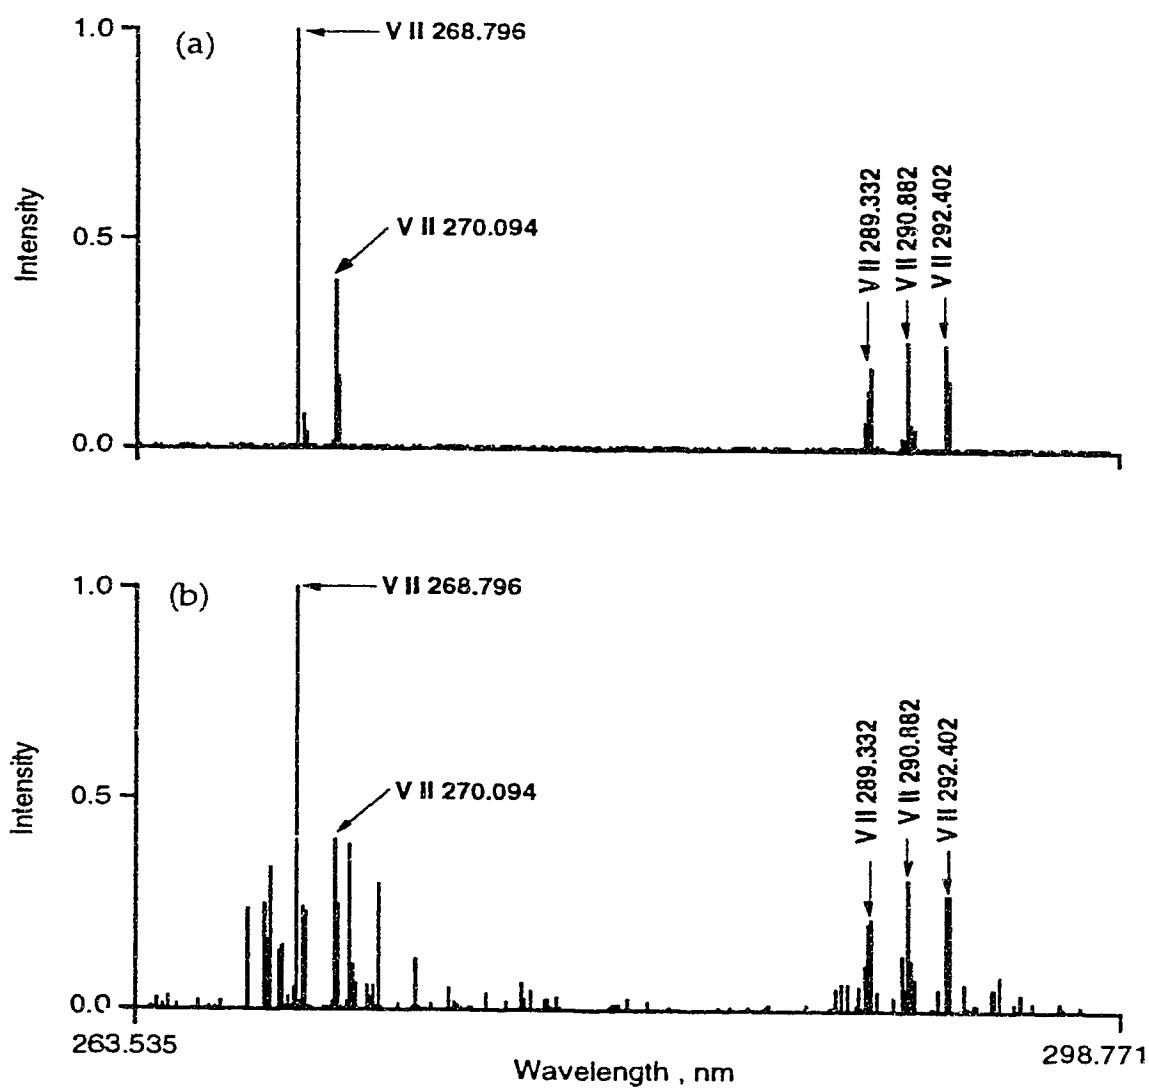 1.0
(a)
V II 268.796
Intensity
0.5
V II 270.094
V II 289.332
V II 290.882
V II 292.402
0.0
1.0
(b)
V II 268.796
Intensity
0.5
V II 270.094
V II 289.332
V II 290.882
V II 292.402
0.0
263.535
298.771
Wavelength , nm